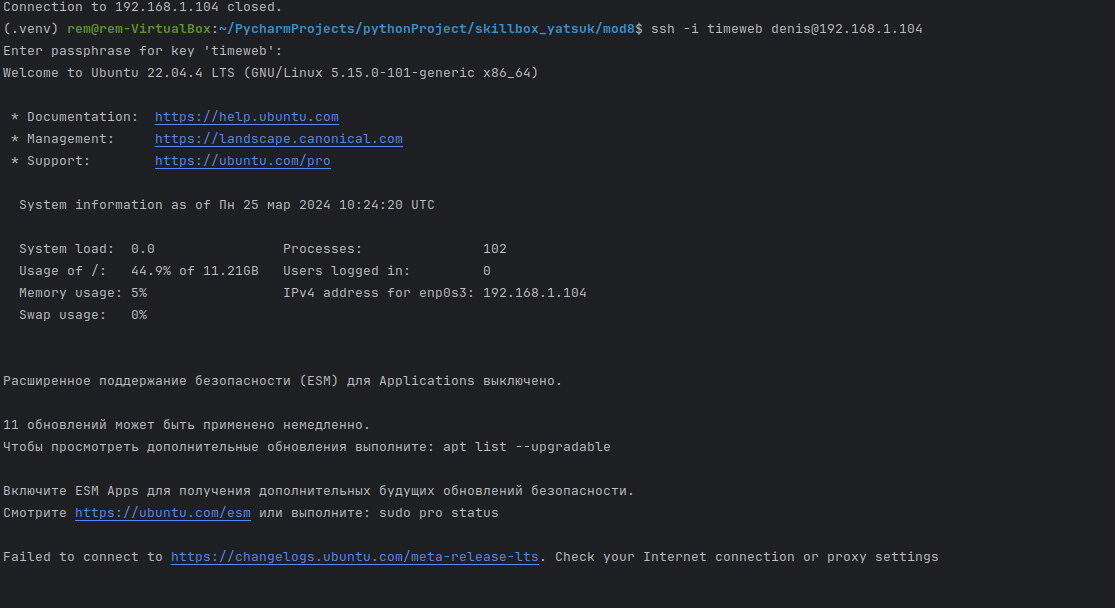 Connection to 192.168.1.104 closed.
(.venv) rem@rem-VirtualBox:~/PycharmProjects/pythonProject/skillbox_yatsuk/mod8$ ssh -i timeweb denis@192.168.1.104
Enter passphrase for key 'timeweb':
Welcome to Ubuntu 22.04.4 LTS (GNU/Linux 5.15.0-101-generic x86_64)
* Documentation:  https://help.ubuntu.com
* Management:     https://landscape.canonical.com
* Support:        https://ubuntu.com/pro
System information as of Пн 25 мар 2024 10:24:20 UTC
System load:  0.0                Processes:               102
Usage of /:   44.9% of 11.21GB   Users logged in:         0
Memory usage: 5%                 IPv4 address for enp0s3: 192.168.1.104
Swap usage:   0%
Расширенное поддержание безопасности (ESM) для Applications выключено.
11 обновлений может быть применено немедленно.
Чтобы просмотреть дополнительные обновления выполните: apt list --upgradable
Включите ESM Apps для получения дополнительных будущих обновлений безопасности.
Смотрите https://ubuntu.com/esm или выполните: sudo pro status
Failed to connect to https://changelogs.ubuntu.com/meta-release-lts. Check your Internet connection or proxy settings